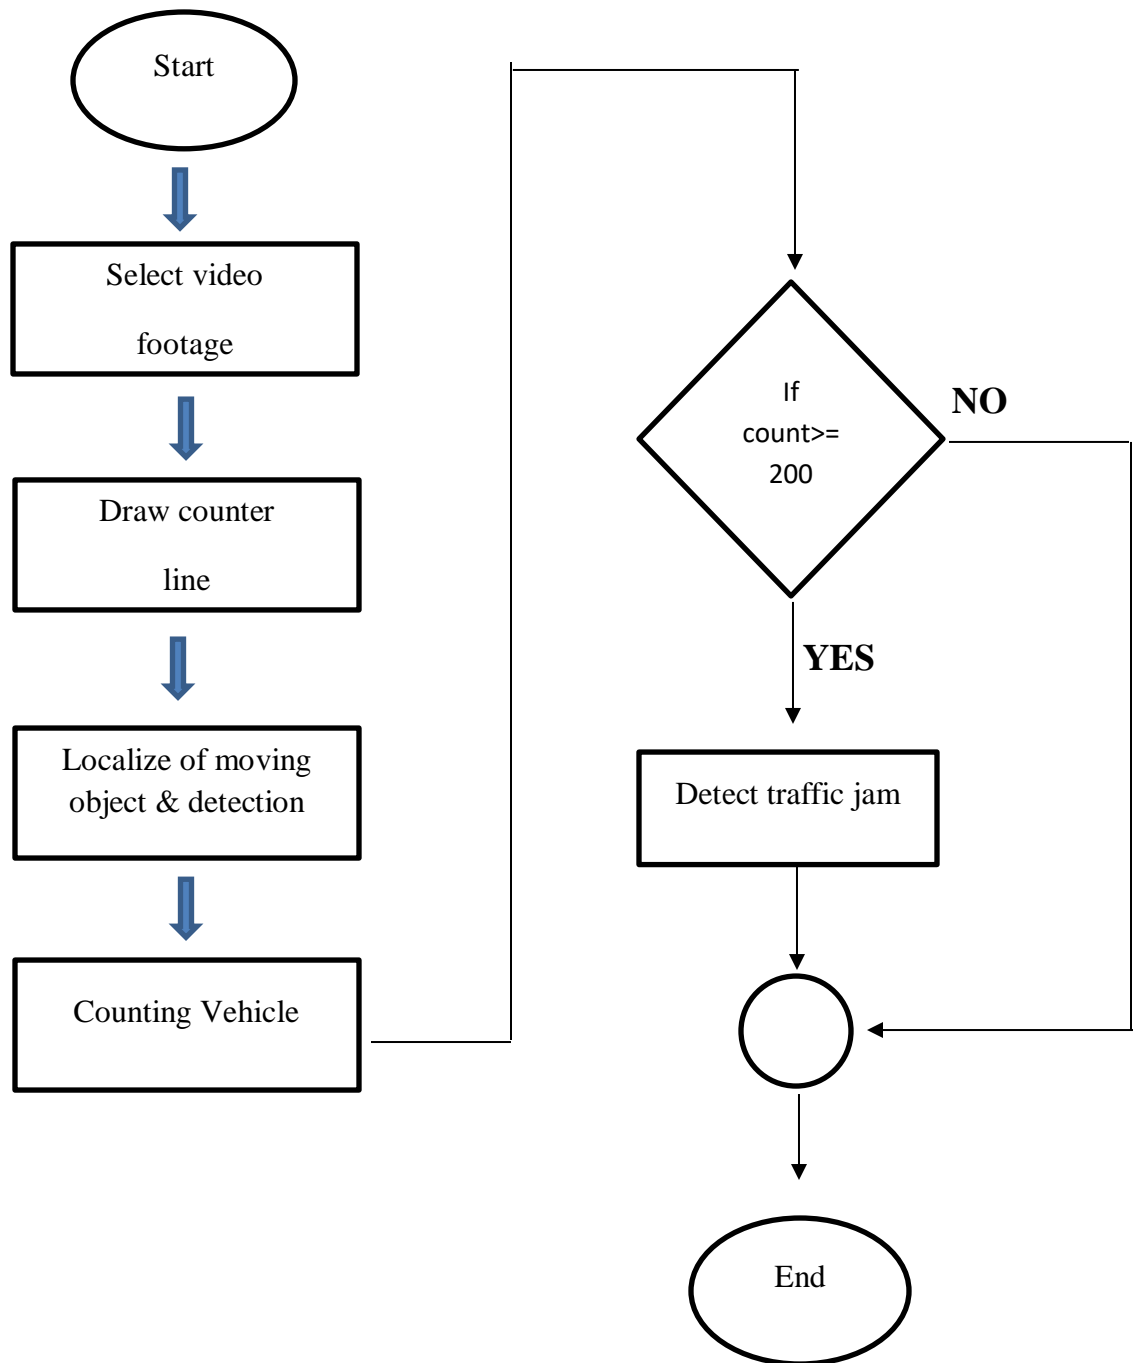 Start
Select video
footage
Draw counter
line
Localize of moving
object & detection
Counting Vehicle
If
count>=
200
NO
YES
Detect traffic jam
End